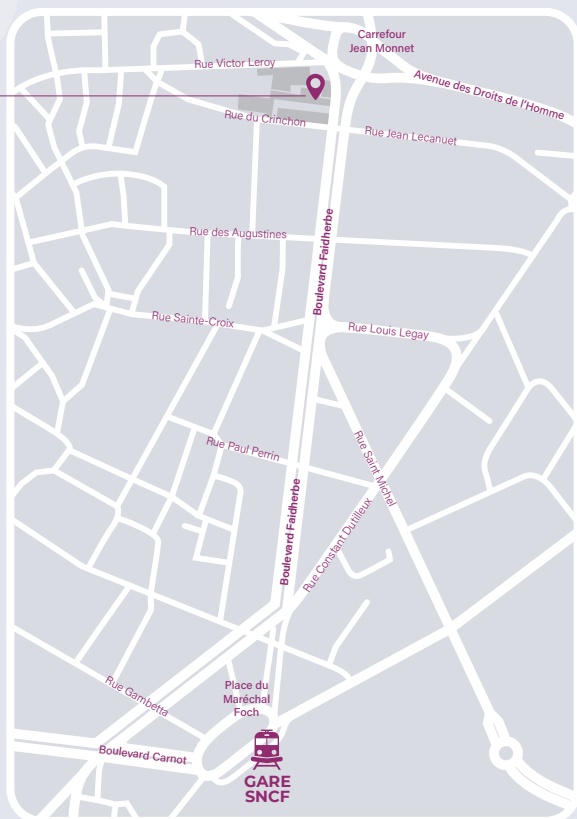 Carrefour
Jean Monnet
Rue Victor Leroy
Avenue des Droits de l'Homme
Rue du Crinchon
Rue Jean Lecanuet
Boulevard Faidherbe
Rue des Augustines
Rue Sainte-Croix
Rue Louis Legay
Rue Paul Perrin
Rue Saint Michel
Boulevard Faidherbe
Rue Constant Dutilleux
Rue Gambetta
Place du
Maréchal
Foch
Boulevard Carnot
GARE
SNCF